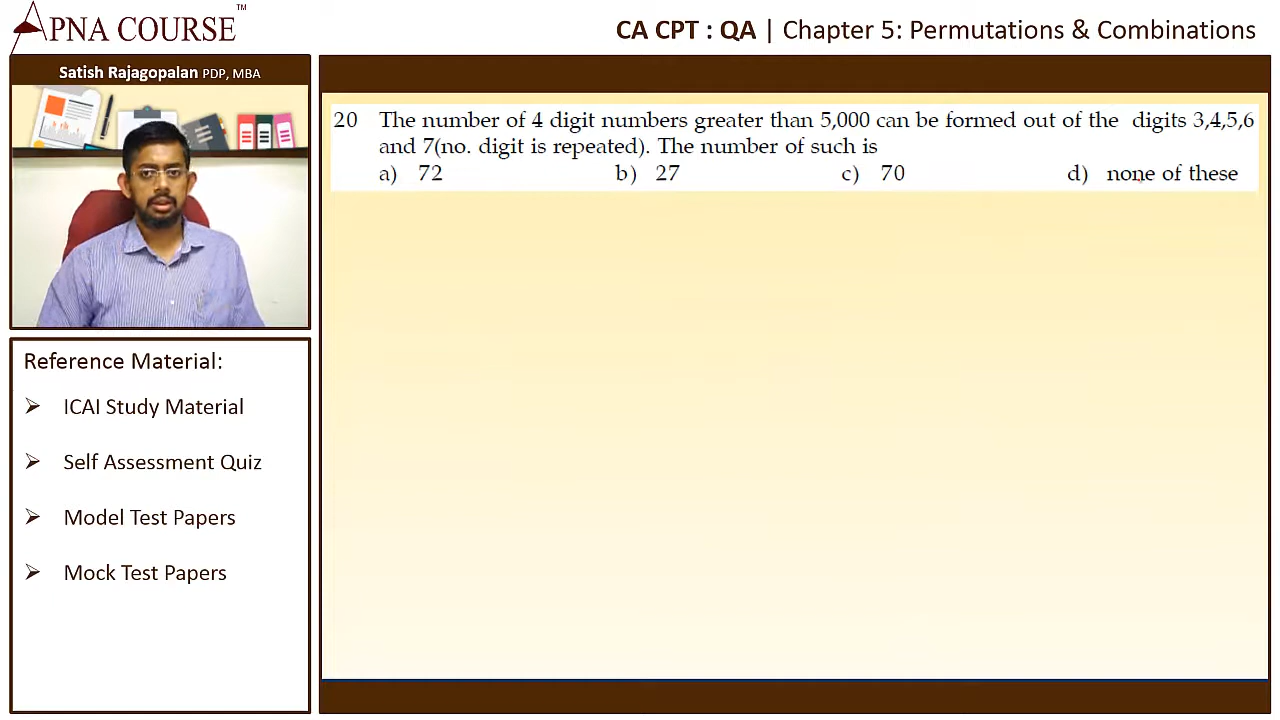 APNA COURSE™
CA CPT : QA | Chapter 5: Permutations & Combinations
Satish Rajagopalan PDP, MBA
20 The number of 4 digit numbers greater than 5,000 can be formed out of the digits 3,4,5,6
and 7(no. digit is repeated). The number of such is
a) 72 b) 27 c) 70 d) none of these
Reference Material:
ICAI Study Material
Self Assessment Quiz
Model Test Papers
Mock Test Papers